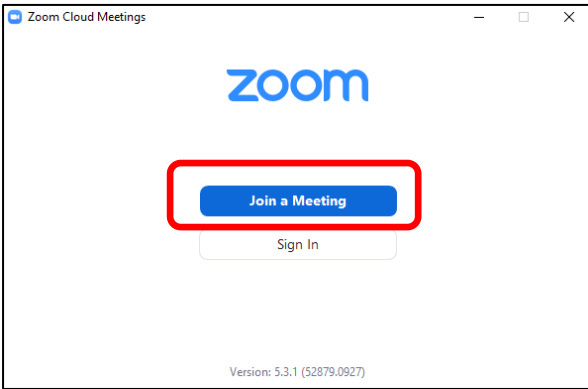 Zoom Cloud Meetings
zoom
Join a Meeting
Sign In
Version: 5.3.1 (52879.0927)